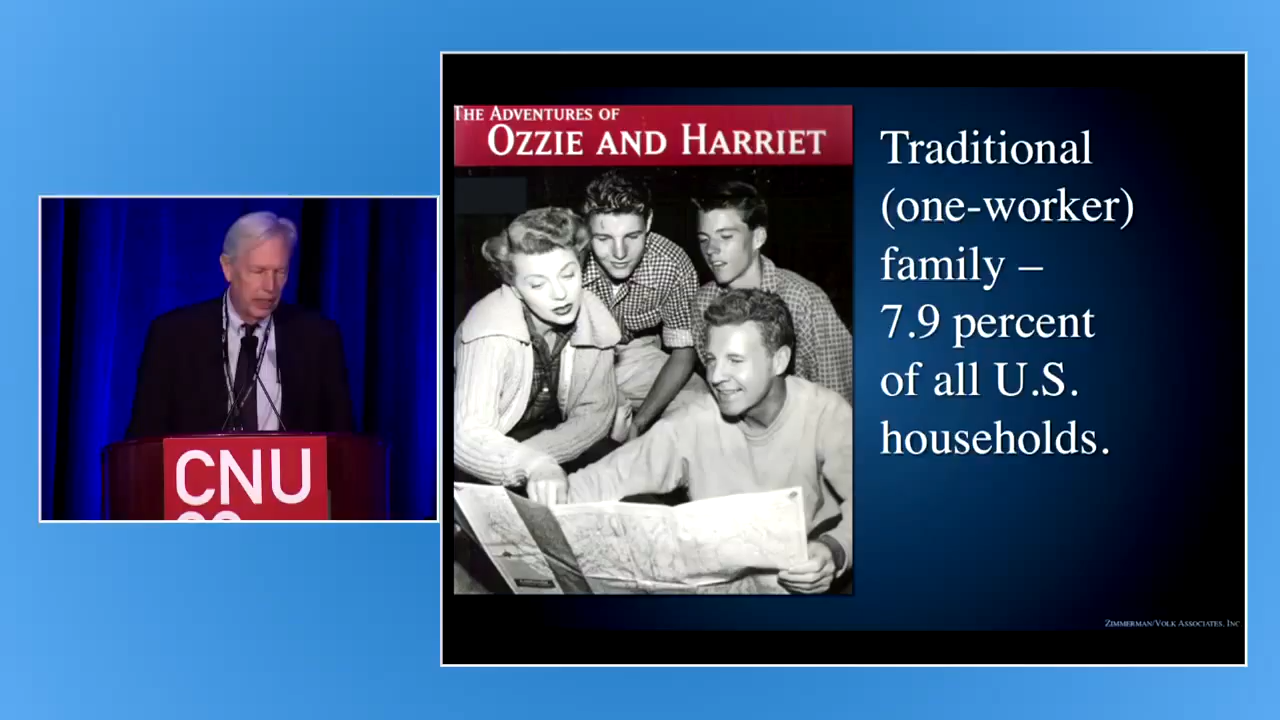 THE ADVENTURES OF
OZZIE AND HARRIET
Traditional
(one-worker)
family –
7.9 percent
of all U.S.
households.
CNU
ZIMMERMAN/VOLK ASSOCIATES, INC